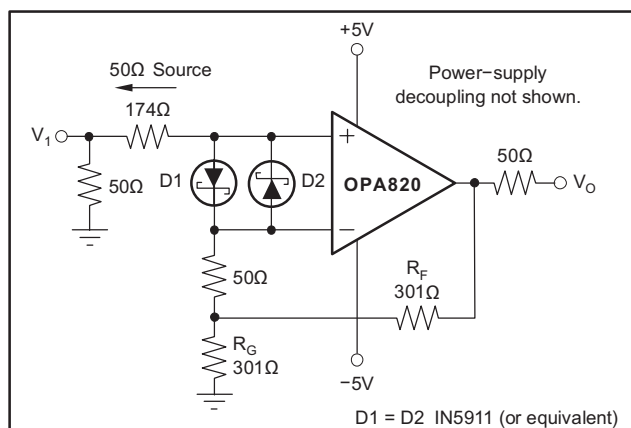 +5V
50Ω Source
Power−supply
decoupling not shown.
174Ω
V1
50Ω
D1
D2
+
−
OPA820
50Ω
VO
50Ω
RF
301Ω
RG
301Ω
−5V
D1 = D2 IN5911 (or equivalent)